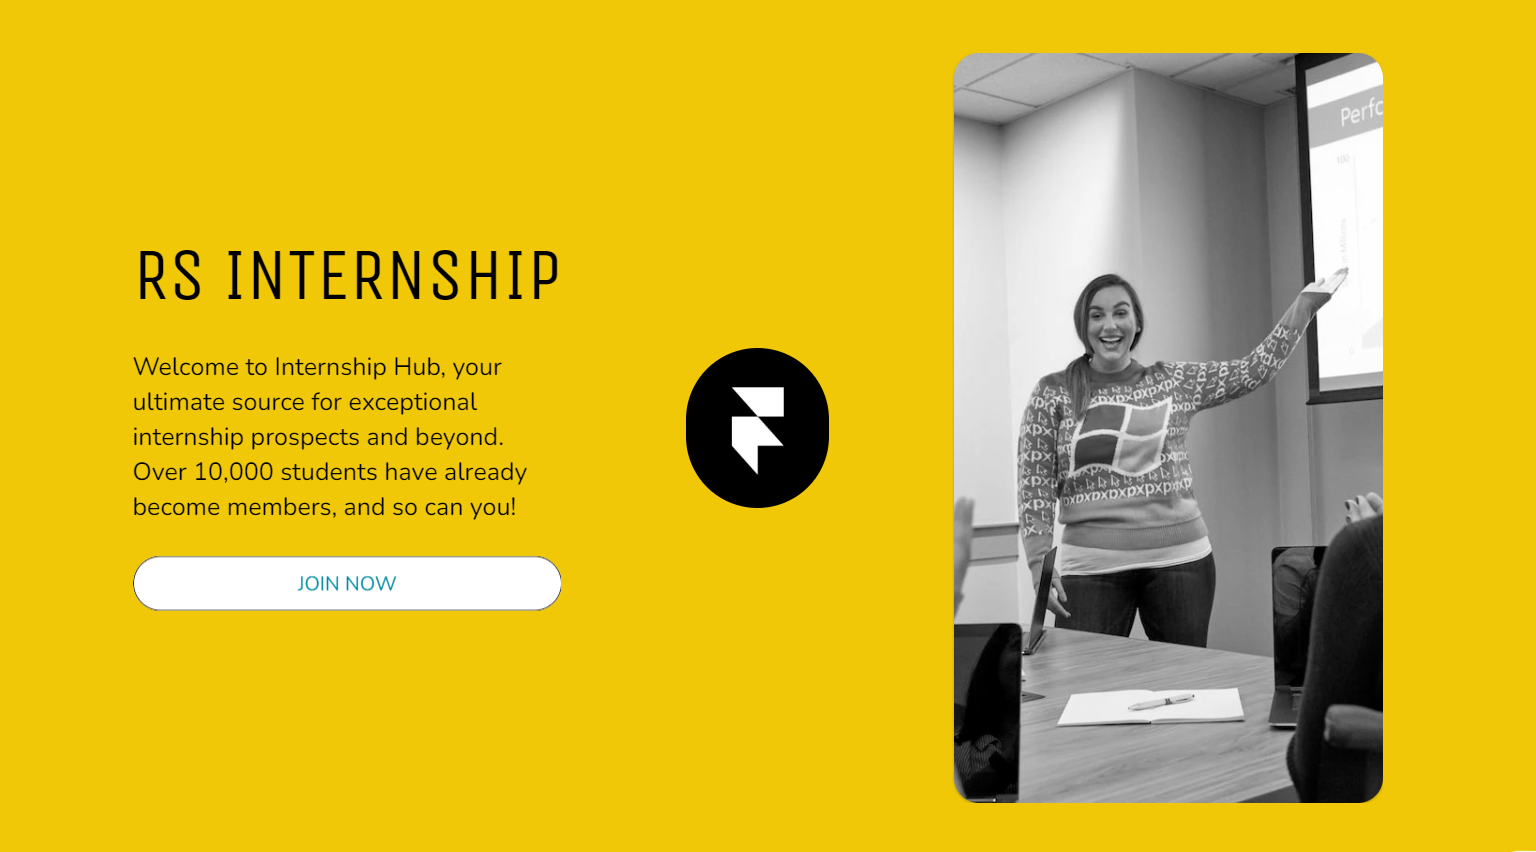 RS INTERNSHIP
Welcome to Internship Hub, your
ultimate source for exceptional
internship prospects and beyond.
Over 10,000 students have already
become members, and so can you!
JOIN NOW
Perfo
100